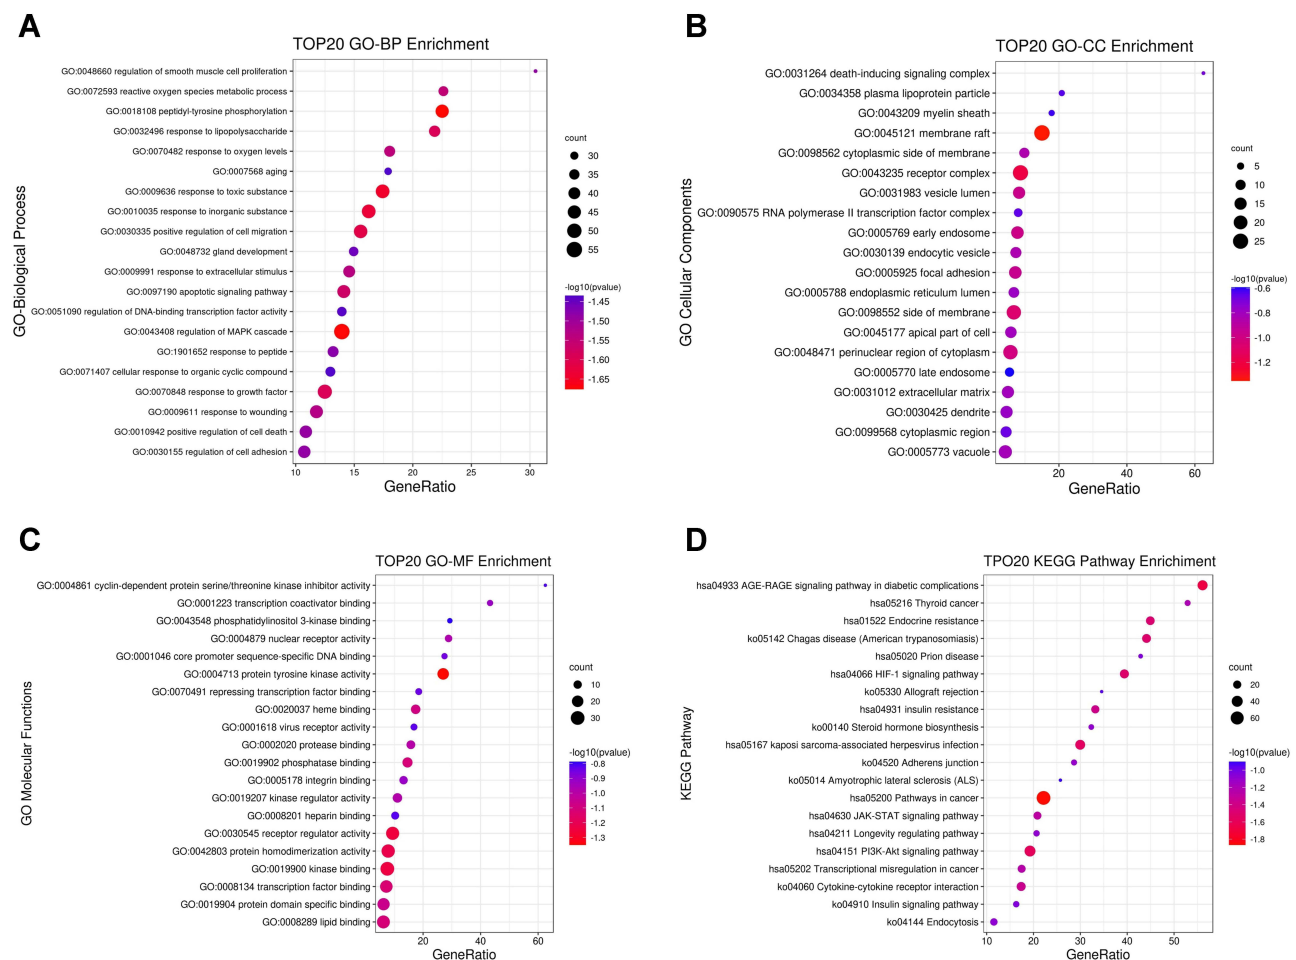 A
TOP20 GO-BP Enrichment
GO-Biological Process
GO:0048660 regulation of smooth muscle cell proliferation
GO:0072593 reactive oxygen species metabolic process
GO:0018108 peptidyl-tyrosine phosphorylation
GO:0032496 response to lipopolysaccharide
GO:0070482 response to oxygen levels
GO:0007568 aging
GO:0009636 response to toxic substance
GO:0010035 response to inorganic substance
GO:0030335 positive regulation of cell migration
GO:0048732 gland development
GO:0009991 response to extracellular stimulus
GO:0097190 apoptotic signaling pathway
GO:0051090 regulation of DNA-binding transcription factor activity
GO:0043408 regulation of MAPK cascade
GO:1901652 response to peptide
GO:0071407 cellular response to organic cyclic compound
GO:0070848 response to growth factor
GO:0009611 response to wounding
GO:0010942 positive regulation of cell death
GO:0030155 regulation of cell adhesion
10 15 20 25 30
GeneRatio
count
30
35
40
45
50
55
-log10(pvalue)
-1.45
-1.50
-1.55
-1.60
-1.65
B
TOP20 GO-CC Enrichment
GO Cellular Components
GO:0031264 death-inducing signaling complex
GO:0034358 plasma lipoprotein particle
GO:0043209 myelin sheath
GO:0045121 membrane raft
GO:0098562 cytoplasmic side of membrane
GO:0043235 receptor complex
GO:0031983 vesicle lumen
GO:0090575 RNA polymerase II transcription factor complex
GO:0005769 early endosome
GO:0030139 endocytic vesicle
GO:0005925 focal adhesion
GO:0005788 endoplasmic reticulum lumen
GO:0098552 side of membrane
GO:0045177 apical part of cell
GO:0048471 perinuclear region of cytoplasm
GO:0005770 late endosome
GO:0031012 extracellular matrix
GO:0030425 dendrite
GO:0099568 cytoplasmic region
GO:0005773 vacuole
20 40 60
GeneRatio
count
5
10
15
20
25
-log10(pvalue)
-0.6
-0.8
-1.0
-1.2
C
TOP20 GO-MF Enrichment
GO Molecular Functions
GO:0004861 cyclin-dependent protein serine/threonine kinase inhibitor activity
GO:0001223 transcription coactivator binding
GO:0043548 phosphatidylinositol 3-kinase binding
GO:0004879 nuclear receptor activity
GO:0001046 core promoter sequence-specific DNA binding
GO:0004713 protein tyrosine kinase activity
GO:0070491 repressing transcription factor binding
GO:0020037 heme binding
GO:0001618 virus receptor activity
GO:0002020 protease binding
GO:0019902 phosphatase binding
GO:0005178 integrin binding
GO:0019207 kinase regulator activity
GO:0008201 heparin binding
GO:0030545 receptor regulator activity
GO:0042803 protein homodimerization activity
GO:0019900 kinase binding
GO:0008134 transcription factor binding
GO:0019904 protein domain specific binding
GO:0008289 lipid binding
20 40 60
GeneRatio
count
10
20
30
-log10(pvalue)
-0.8
-0.9
-1.0
-1.1
-1.2
-1.3
D
TPO20 KEGG Pathway Enrichment
KEGG Pathway
hsa04933 AGE-RAGE signaling pathway in diabetic complications
hsa05216 Thyroid cancer
hsa01522 Endocrine resistance
ko05142 Chagas disease (American trypanosomiasis)
hsa05020 Prion disease
hsa04066 HIF-1 signaling pathway
ko05330 Allograft rejection
hsa04931 insulin resistance
ko00140 Steroid hormone biosynthesis
hsa05167 kaposi sarcoma-associated herpesvirus infection
ko04520 Adherens junction
ko05014 Amyotrophic lateral sclerosis (ALS)
hsa05200 Pathways in cancer
hsa04630 JAK-STAT signaling pathway
hsa04211 Longevity regulating pathway
hsa04151 PI3K-Akt signaling pathway
hsa05202 Transcriptional misregulation in cancer
ko04060 Cytokine-cytokine receptor interaction
ko04910 Insulin signaling pathway
ko04144 Endocytosis
10 20 30 40 50
GeneRatio
count
20
40
60
-log10(pvalue)
-1.0
-1.2
-1.4
-1.6
-1.8